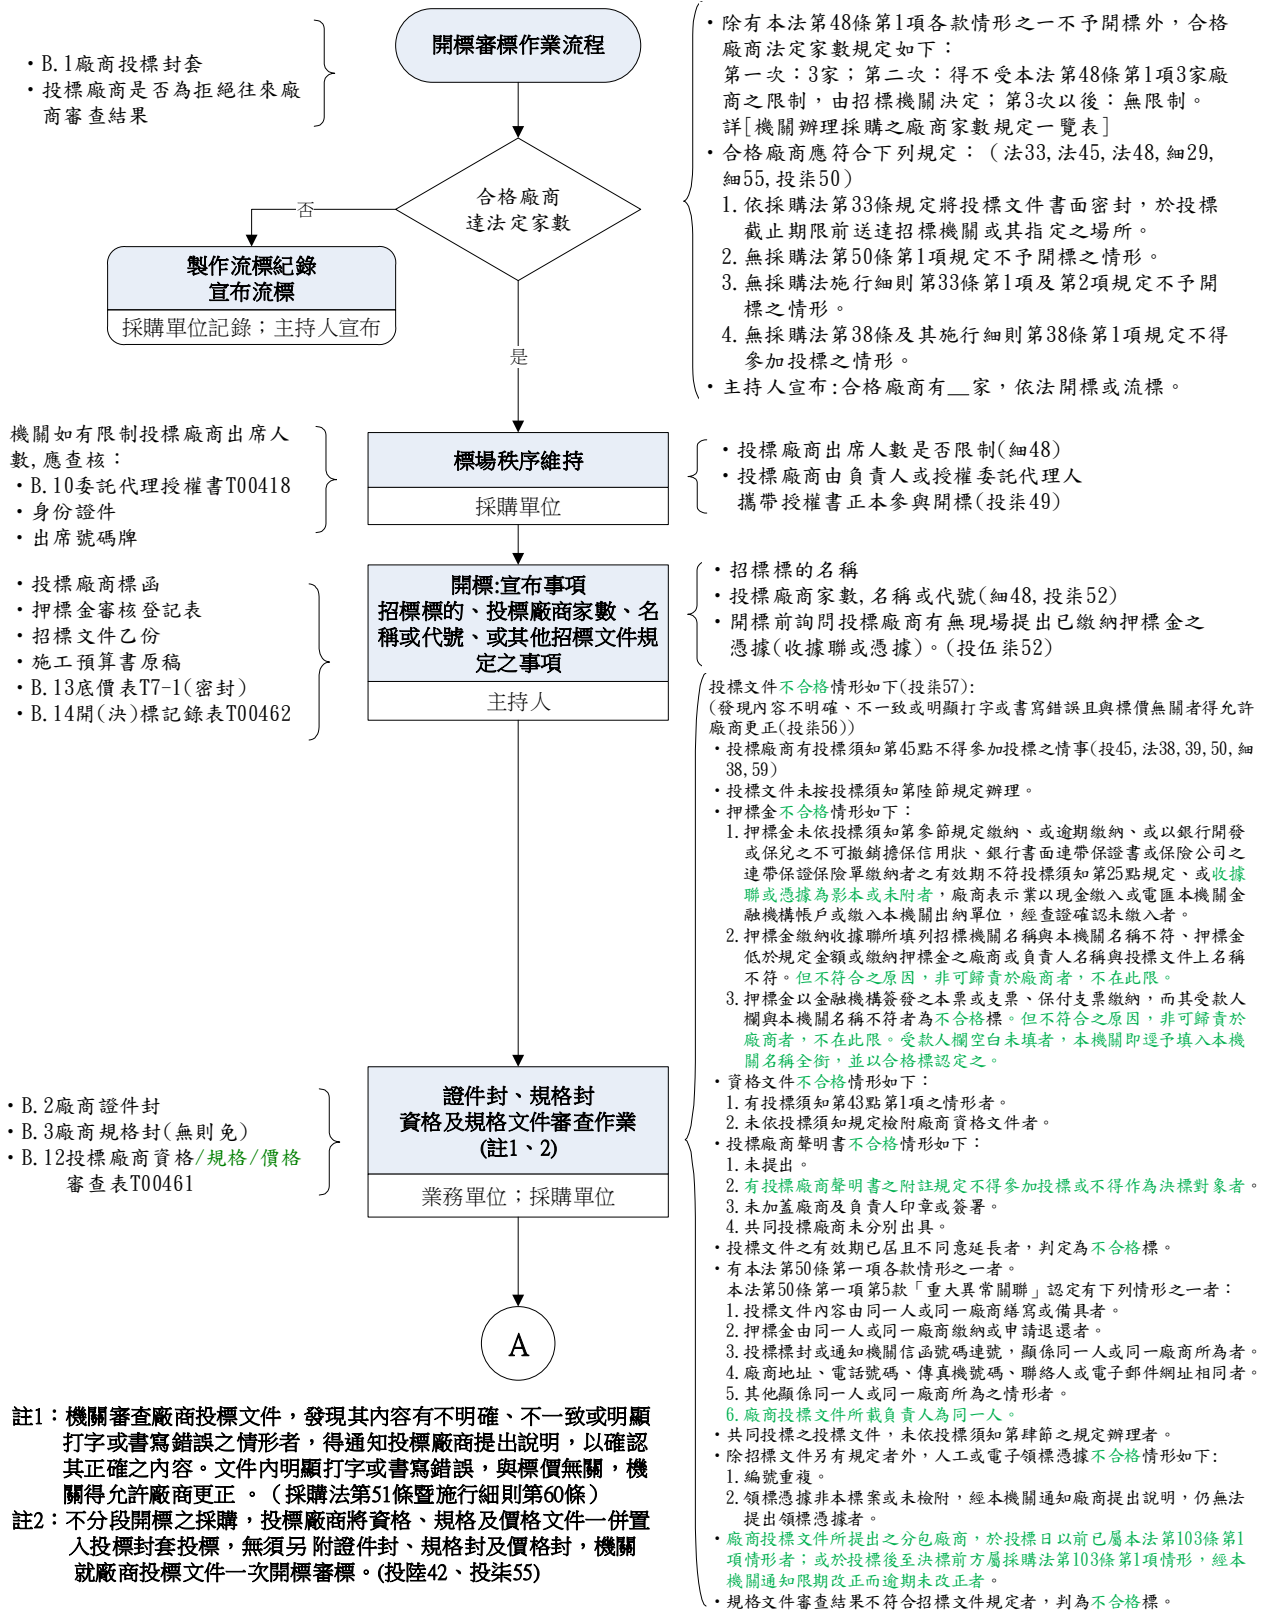 開標審標作業流程
・B.1廠商投標封套
・投標廠商是否為拒絕往來廠
商審查結果
・除有本法第48條第1項各款情形之一不予開標外，合格
廠商法定家數規定如下：
第一次：3家；第二次：得不受本法第48條第1項3家廠
商之限制，由招標機關決定；第3次以後：無限制。
詳[機關辦理採購之廠商家數規定一覽表]
・合格廠商應符合下列規定：（法33,法45,法48,細29,
細55,投柒50）
1.依採購法第33條規定將投標文件書面密封，於投標
截止期限前送達招標機關或其指定之場所。
2.無採購法第50條第1項規定不予開標之情形。
3.無採購法施行細則第33條第1項及第2項規定不予開
標之情形。
4.無採購法第38條及其施行細則第38條第1項規定不得
參加投標之情形。
・主持人宣布:合格廠商有__家，依法開標或流標。
合格廠商
達法定家數
否
製作流標紀錄
宣布流標
採購單位記錄；主持人宣布
是
機關如有限制投標廠商出席人
數,應查核：
・B.10委託代理授權書T00418
・身份證件
・出席號碼牌
標場秩序維持
採購單位
・投標廠商出席人數是否限制(細48)
・投標廠商由負責人或授權委託代理人
攜帶授權書正本參與開標(投柒49)
・投標廠商標函
・押標金審核登記表
・招標文件乙份
・施工預算書原稿
・B.13底價表T7-1(密封)
・B.14開(決)標記錄表T00462
開標:宣布事項
招標標的、投標廠商家數、名
稱或代號、或其他招標文件規
定之事項
主持人
・招標標的名稱
・投標廠商家數,名稱或代號(細48,投柒52)
・開標前詢問投標廠商有無現場提出已繳納押標金之
憑據(收據聯或憑據)。(投伍柒52)
投標文件不合格情形如下(投柒57):
(發現內容不明確、不一致或明顯打字或書寫錯誤且與標價無關者得允許
廠商更正(投柒56))
・投標廠商有投標須知第45點不得參加投標之情事(投45,法38,39,50,細
38,59)
・投標文件未按投標須知第陸節規定辦理。
・押標金不合格情形如下：
1.押標金未依投標須知第參節規定繳納、或逾期繳納、或以銀行開發
或保兌之不可撤銷擔保信用狀、銀行書面連帶保證書或保險公司之
連帶保證保險單繳納者之有效期不符投標須知第25點規定、或收據
聯或憑據為影本或未附者，廠商表示業以現金繳入或電匯本機關金
融機構帳戶或繳入本機關出納單位，經查證確認未繳入者。
2.押標金繳納收據聯所填列招標機關名稱與本機關名稱不符、押標金
低於規定金額或繳納押標金之廠商或負責人名稱與投標文件上名稱
不符。但不符合之原因，非可歸責於廠商者，不在此限。
3.押標金以金融機構簽發之本票或支票、保付支票繳納，而其受款人
欄與本機關名稱不符者為不合格標。但不符合之原因，非可歸責於
廠商者，不在此限。受款人欄空白未填者，本機關即逕予填入本機
關名稱全銜，並以合格標認定之。
・資格文件不合格情形如下：
1.有投標須知第43點第1項之情形者。
2.未依投標須知規定檢附廠商資格文件者。
・投標廠商聲明書不合格情形如下：
1.未提出。
2.有投標廠商聲明書之附註規定不得參加投標或不得作為決標對象者。
3.未加蓋廠商及負責人印章或簽署。
4.共同投標廠商未分別出具。
・投標文件之有效期已屆且不同意延長者，判定為不合格標。
・有本法第50條第一項各款情形之一者。
本法第50條第一項第5款「重大異常關聯」認定有下列情形之一者：
1.投標文件內容由同一人或同一廠商繕寫或備具者。
2.押標金由同一人或同一廠商繳納或申請退還者。
3.投標標封或通知機關信函號碼連號，顯係同一人或同一廠商所為者。
4.廠商地址、電話號碼、傳真機號碼、聯絡人或電子郵件網址相同者。
5.其他顯係同一人或同一廠商所為之情形者。
6.廠商投標文件所載負責人為同一人。
・共同投標之投標文件，未依投標須知第肆節之規定辦理者。
・除招標文件另有規定者外，人工或電子領標憑據不合格情形如下:
1.編號重複。
2.領標憑據非本標案或未檢附，經本機關通知廠商提出說明，仍無法
提出領標憑據者。
・廠商投標文件所提出之分包廠商，於投標日以前已屬本法第103條第1
項情形者；或於投標後至決標前方屬採購法第103條第1項情形，經本
機關通知限期改正而逾期未改正者。
・規格文件審查結果不符合招標文件規定者，判為不合格標。
・B.2廠商證件封
・B.3廠商規格封(無則免)
・B.12投標廠商資格/規格/價格
審查表T00461
證件封、規格封
資格及規格文件審查作業
(註1、2)
業務單位；採購單位
A
註1：機關審查廠商投標文件，發現其內容有不明確、不一致或明顯
打字或書寫錯誤之情形者，得通知投標廠商提出說明，以確認
其正確之內容。文件內明顯打字或書寫錯誤，與標價無關，機
關得允許廠商更正 。（採購法第51條暨施行細則第60條）
註2：不分段開標之採購，投標廠商將資格、規格及價格文件一併置
入投標封套投標，無須另 附證件封、規格封及價格封，機關
就廠商投標文件一次開標審標。(投陸42、投柒55)